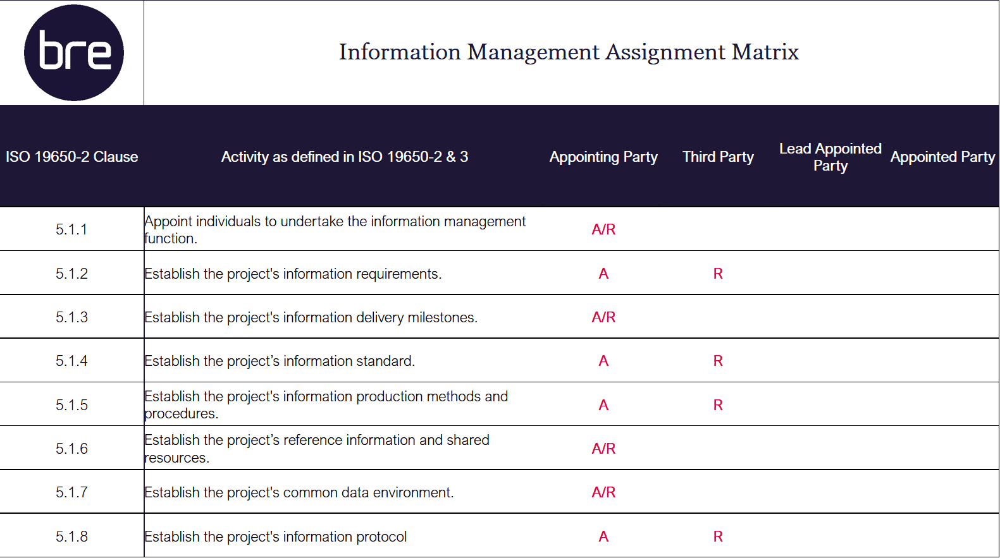 bre
Information Management Assignment Matrix
ISO 19650-2 Clause
Activity as defined in ISO 19650-2 & 3
Appointing Party
Third Party
Lead Appointed
Party
Appointed Party
5.1.1
Appoint individuals to undertake the information management
function.
A/R
5.1.2
Establish the project's information requirements.
A
R
5.1.3
Establish the project's information delivery milestones.
A/R
5.1.4
Establish the project’s information standard.
A
R
5.1.5
Establish the project's information production methods and
procedures.
A
R
5.1.6
Establish the project’s reference information and shared
resources.
A/R
5.1.7
Establish the project's common data environment.
A/R
5.1.8
Establish the project's information protocol
A
R